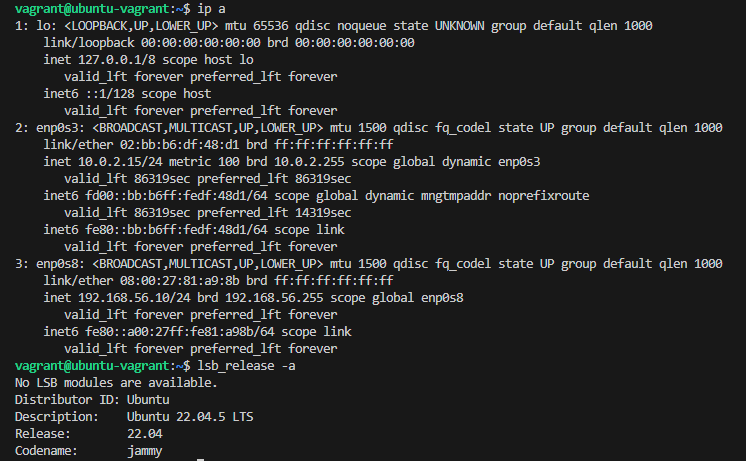 vagrant@ubuntu-vagrant:~$ ip a
1: lo: <LOOPBACK,UP,LOWER_UP> mtu 65536 qdisc noqueue state UNKNOWN group default qlen 1000
    link/loopback 00:00:00:00:00:00 brd 00:00:00:00:00:00
    inet 127.0.0.1/8 scope host lo
       valid_lft forever preferred_lft forever
    inet6 ::1/128 scope host
       valid_lft forever preferred_lft forever
2: enp0s3: <BROADCAST,MULTICAST,UP,LOWER_UP> mtu 1500 qdisc fq_codel state UP group default qlen 1000
    link/ether 02:bb:b6:df:48:d1 brd ff:ff:ff:ff:ff:ff
    inet 10.0.2.15/24 metric 100 brd 10.0.2.255 scope global dynamic enp0s3
       valid_lft 86319sec preferred_lft 86319sec
    inet6 fd00::bb:b6ff:fedf:48d1/64 scope global dynamic mngtmpaddr noprefixroute
       valid_lft 86319sec preferred_lft 14319sec
    inet6 fe80::bb:b6ff:fedf:48d1/64 scope link
       valid_lft forever preferred_lft forever
3: enp0s8: <BROADCAST,MULTICAST,UP,LOWER_UP> mtu 1500 qdisc fq_codel state UP group default qlen 1000
    link/ether 08:00:27:81:a9:8b brd ff:ff:ff:ff:ff:ff
    inet 192.168.56.10/24 brd 192.168.56.255 scope global enp0s8
       valid_lft forever preferred_lft forever
    inet6 fe80::a00:27ff:fe81:a98b/64 scope link
       valid_lft forever preferred_lft forever
vagrant@ubuntu-vagrant:~$ lsb_release -a
No LSB modules are available.
Distributor ID: Ubuntu
Description:    Ubuntu 22.04.5 LTS
Release:        22.04
Codename:       jammy